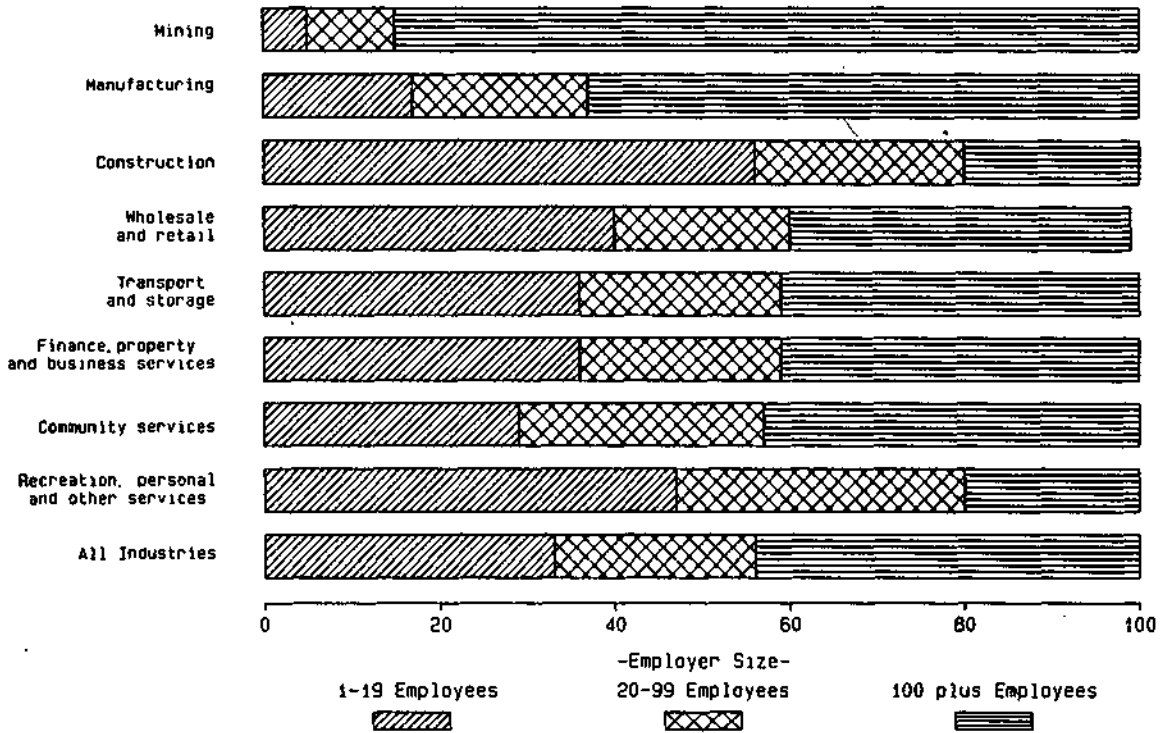 Mining
Manufacturing
Construction
Wholesale
and retail
Transport
and storage
Finance, property
and business services
Community services
Recreation, personal
and other services
All Industries
0 20 40 60 80 100
-Employer Size-
1-19 Employees 20-99 Employees 100 plus Employees